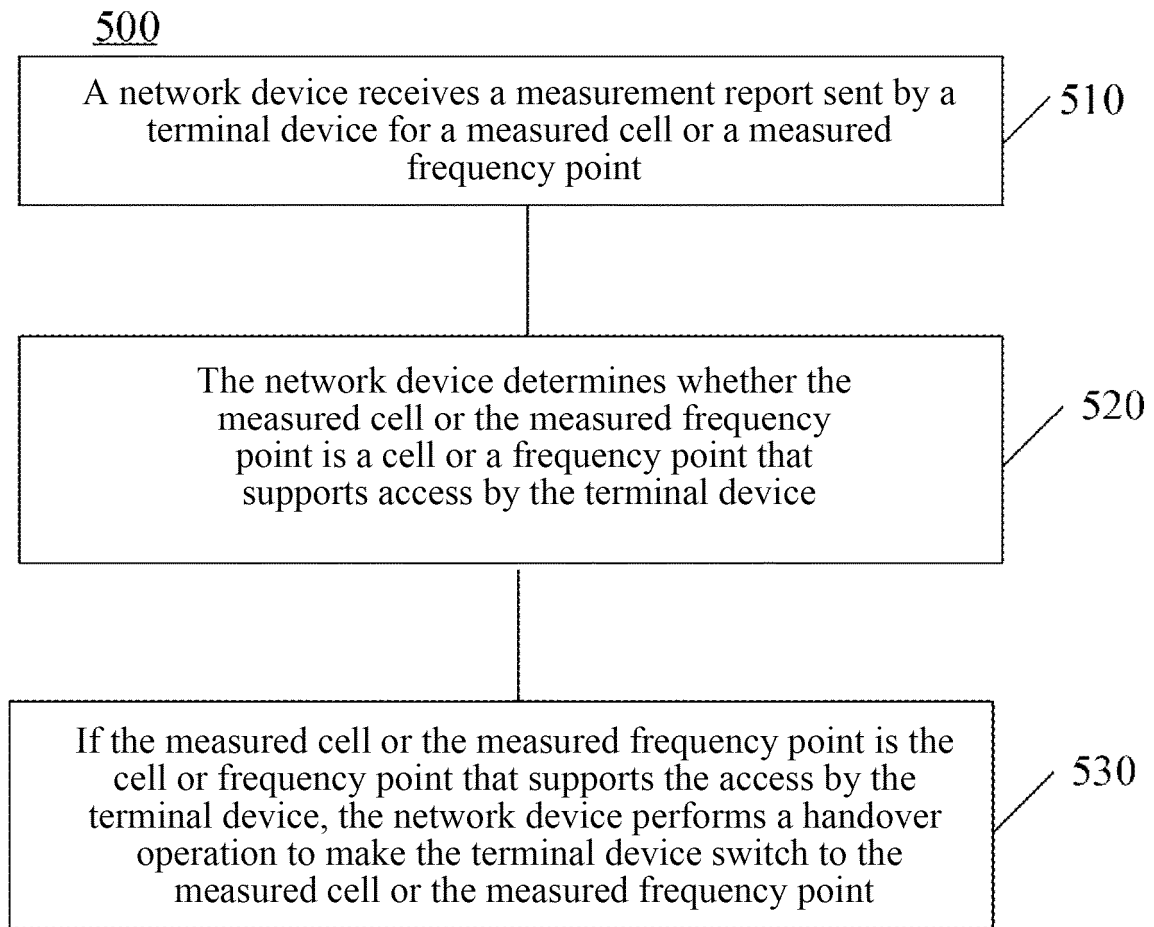 500
A network device receives a measurement report sent by a
terminal device for a measured cell or a measured
frequency point
510
The network device determines whether the
measured cell or the measured frequency
point is a cell or a frequency point that
supports access by the terminal device
520
If the measured cell or the measured frequency point is the
cell or frequency point that supports the access by the
terminal device, the network device performs a handover
operation to make the terminal device switch to the
measured cell or the measured frequency point
530